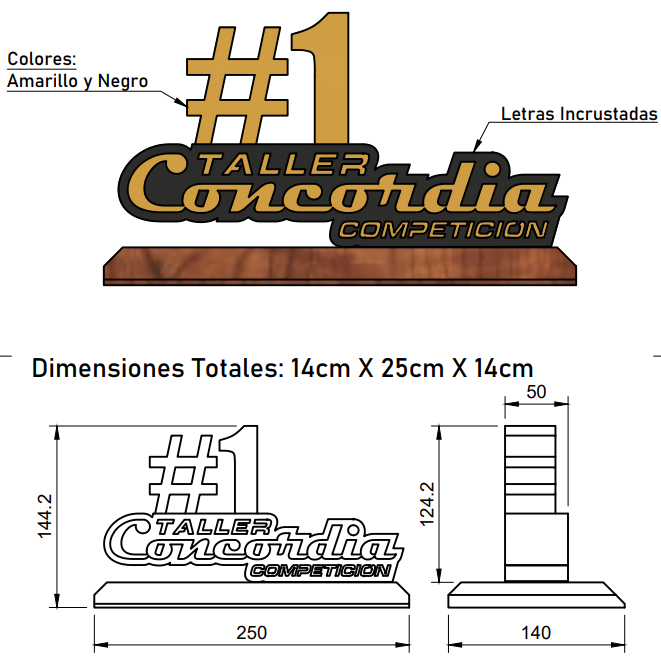 #1
Colores:
Amarillo y Negro
Letras Incrustadas
TALLER
Concordia
COMPETICION
Dimensiones Totales: 14cm X 25cm X 14cm
50
#1
144.2
124.2
TALLER
Concordia
COMPETICION
250
140